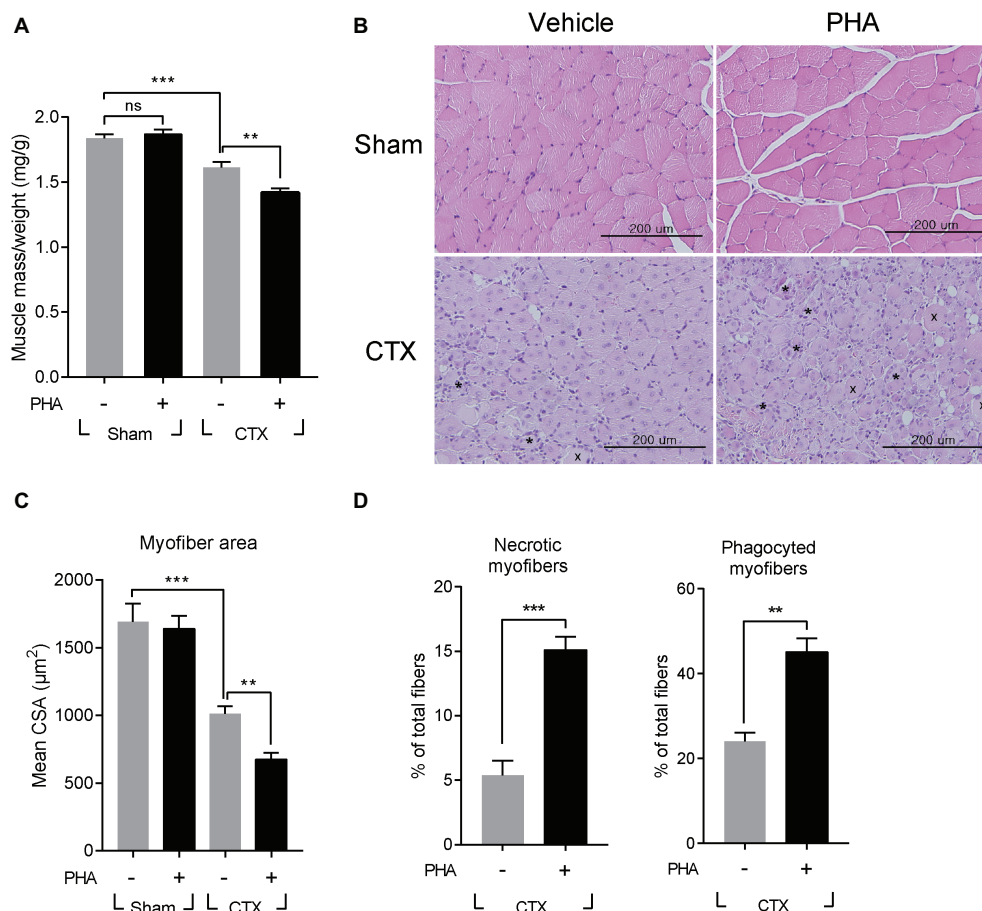 A
***
ns
**
2.0
1.5
1.0
0.5
0.0
Muscle mass/weight (mg/g)
PHA - + - +
Sham CTX
B
Vehicle PHA
Sham
200 um 200 um
CTX
* * x
* * * * * x x x
200 um 200 um
C
Myofiber area
***
**
2000
1500
1000
500
0
Mean CSA (µm²)
PHA - + - +
Sham CTX
D
Necrotic
myofibers
***
20
15
10
5
0
% of total fibers
PHA - +
CTX
Phagocyted
myofibers
**
60
40
20
0
% of total fibers
PHA - +
CTX